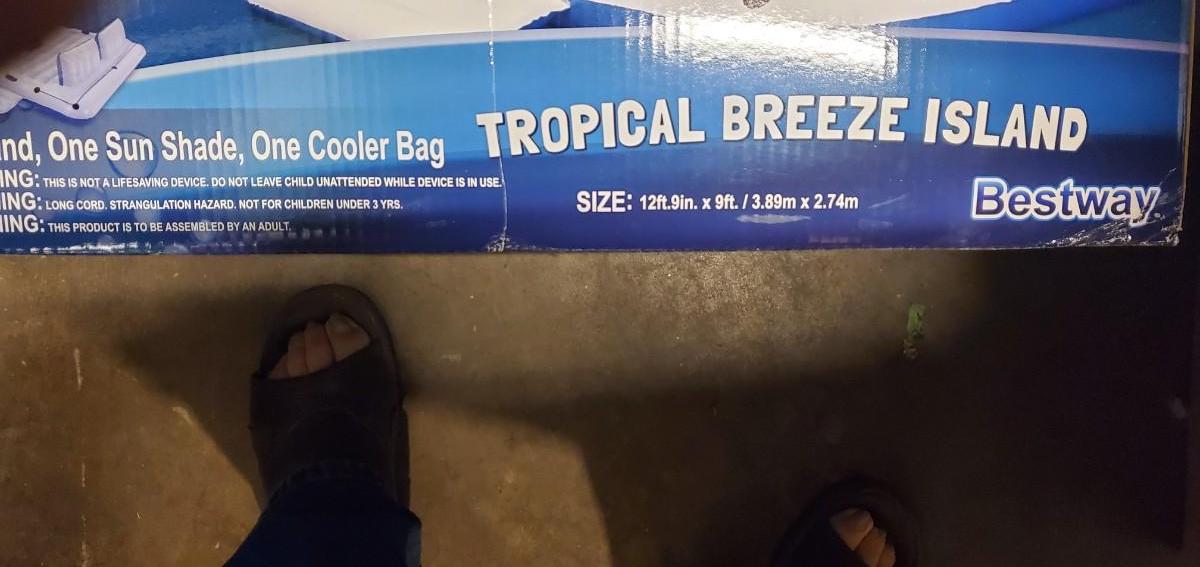 nd, One Sun Shade, One Cooler Bag
TROPICAL BREEZE ISLAND
ING: THIS IS NOT A LIFESAVING DEVICE. DO NOT LEAVE CHILD UNATTENDED WHILE DEVICE IS IN USE.
ING: LONG CORD. STRANGULATION HAZARD. NOT FOR CHILDREN UNDER 3 YRS.
ING: THIS PRODUCT IS TO BE ASSEMBLED BY AN ADULT.
SIZE: 12ft.9in. x 9ft. / 3.89m x 2.74m
Bestway